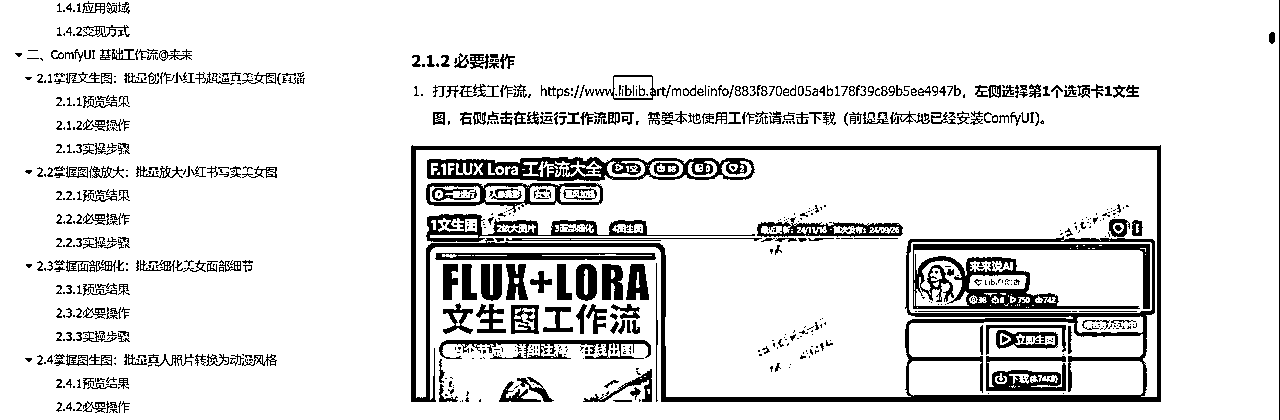 1.4.1应用领域
1.4.2变现方式
二、ComfyUI 基础工作流@未来
2.1掌握文生图：批量创作小红书超逼真美女图(直播
2.1.1预览结果
2.1.2必要操作
2.1.3实操步骤
2.2掌握图像放大：批量放大小红书写实美女图
2.2.1预览结果
2.2.2必要操作
2.2.3实操步骤
2.3掌握面部细化：批量细化美女面部细节
2.3.1预览结果
2.3.2必要操作
2.3.3实操步骤
2.4掌握图生图：批量真人照片转换为动漫风格
2.4.1预览结果
2.4.2必要操作
2.1.2 必要操作
1. 打开在线工作流，https://www.liblib.art/modelinfo/883f870ed05a4b178f39c89b5ee4947b，左侧选择第1个选项卡1文生
图，右侧点击在线运行工作流即可，需要本地使用工作流请点击下载（前提是你本地已经安装ComfyUI)。
F.1FLUX Lora 工作流大全
1文生图 2放大图片 3面部细化 4图生图
FLUX+LORA
文生图工作流
详细注释 在线出图
来来说AI
750 742
立即生图
下载